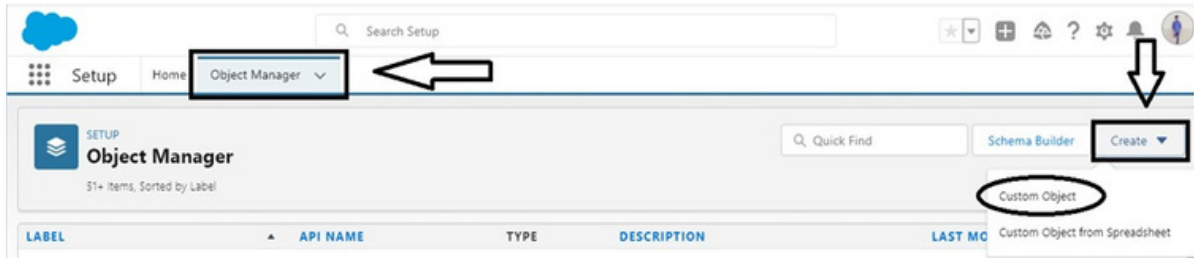 Search Setup
Setup Home Object Manager
SETUP
Object Manager
51+ Items, Sorted by Label
Quick Find
Schema Builder
Create
Custom Object
Custom Object from Spreadsheet
LABEL API NAME TYPE DESCRIPTION LAST MO